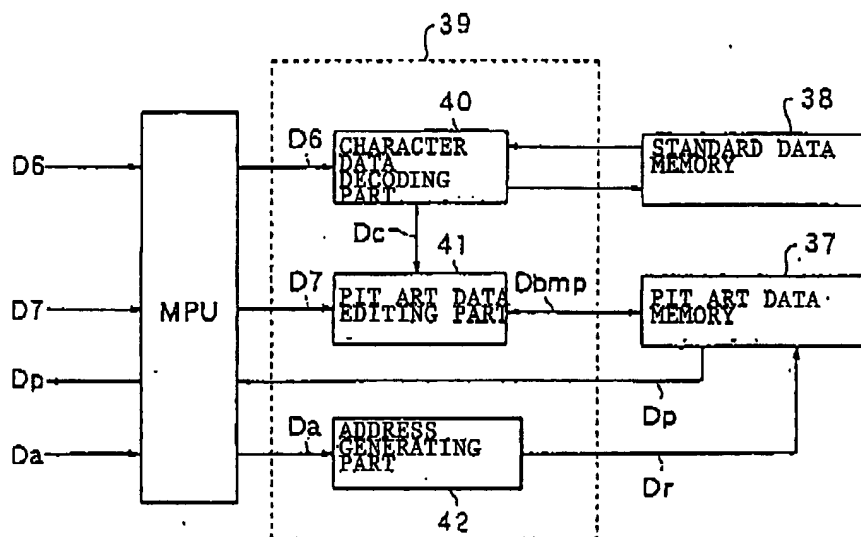 39
40
38
D6
D6
CHARACTER
DATA
DECODING
PART
STANDARD DATA
MEMORY
Dc
41
37
D7
MPU
D7
PIT ART DATA
EDITING PART
Dbmp
PIT ART DATA
MEMORY
Dp
Dp
Da
Da
ADDRESS
GENERATING
PART
Dr
42